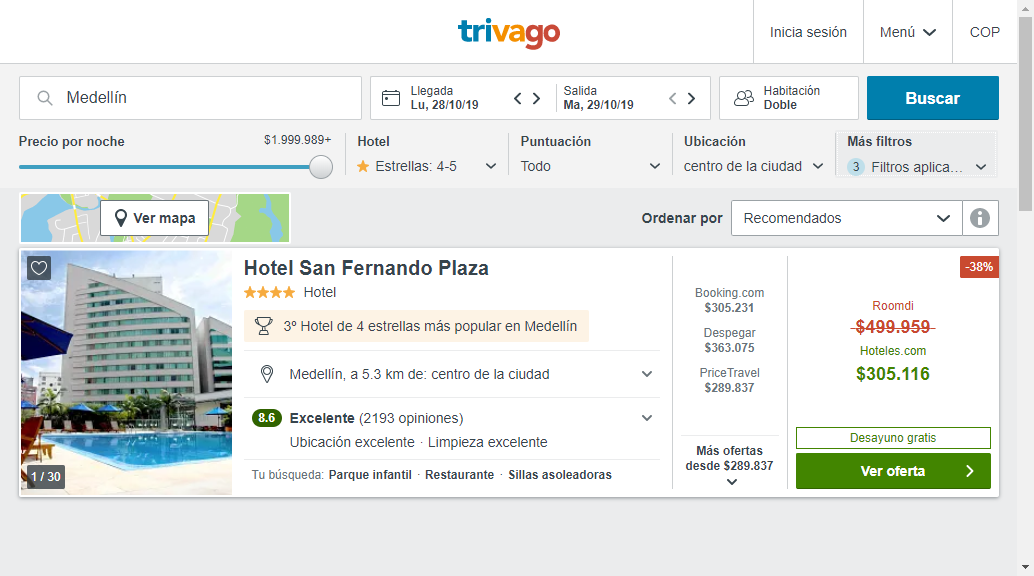 trivago
Inicia sesión
Menú
COP
Medellín
Llegada
Lu, 28/10/19
Salida
Ma, 29/10/19
Habitación
Doble
Buscar
Precio por noche
$1.999.989+
Hotel
Estrellas: 4-5
Puntuación
Todo
Ubicación
centro de la ciudad
Más filtros
3 Filtros aplica...
Ver mapa
Ordenar por
Recomendados
Hotel San Fernando Plaza
Hotel
3º Hotel de 4 estrellas más popular en Medellín
Medellín, a 5.3 km de: centro de la ciudad
8.6 Excelente (2193 opiniones)
Ubicación excelente · Limpieza excelente
Tu búsqueda: Parque infantil · Restaurante · Sillas asoleadoras
1 / 30
Booking.com
$305.231
Despegar
$363.075
PriceTravel
$289.837
Más ofertas
desde $289.837
-38%
Roomdi
$499.959
Hoteles.com
$305.116
Desayuno gratis
Ver oferta